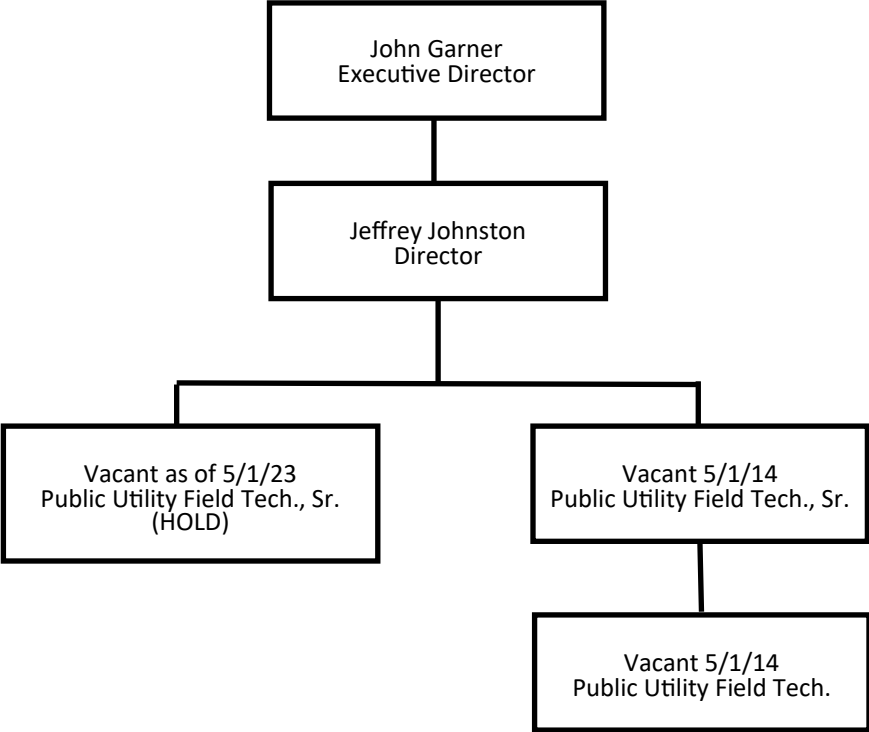 John Garner
Executive Director
Jeffrey Johnston
Director
Vacant as of 5/1/23
Public Utility Field Tech., Sr.
(HOLD)
Vacant 5/1/14
Public Utility Field Tech., Sr.
Vacant 5/1/14
Public Utility Field Tech.